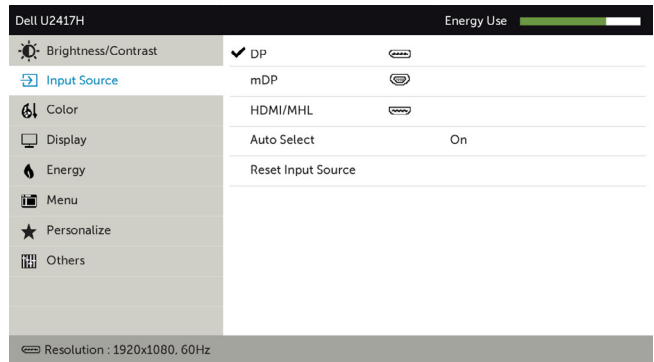 Dell U2417H Energy Use
Brightness/Contrast
Input Source
Color
Display
Energy
Menu
Personalize
Others
DP
mDP
HDMI/MHL
Auto Select On
Reset Input Source
Resolution : 1920x1080, 60Hz